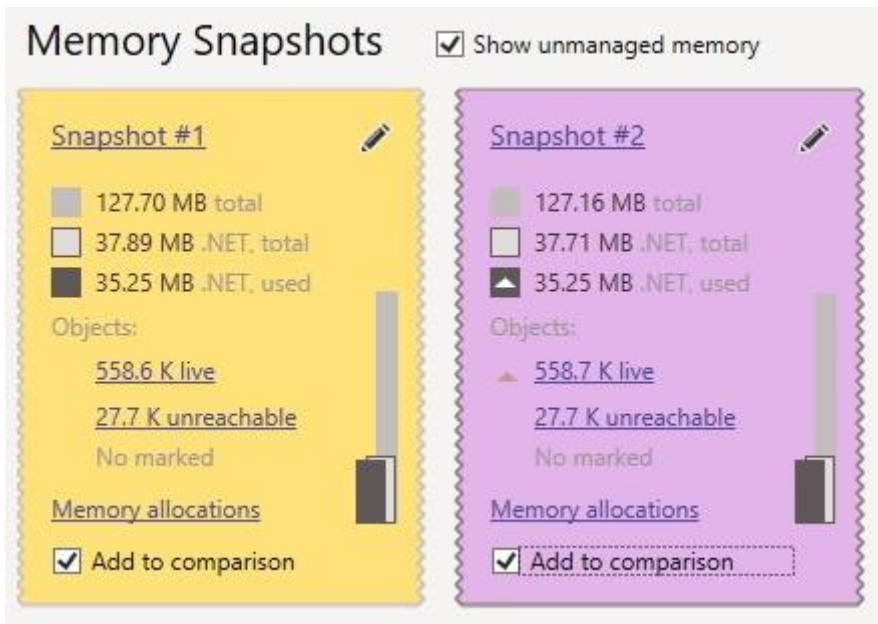 Memory Snapshots
Show unmanaged memory
Snapshot #1
127.70 MB total
37.89 MB .NET, total
35.25 MB .NET, used
Objects:
558.6 K live
27.7 K unreachable
No marked
Memory allocations
Add to comparison
Snapshot #2
127.16 MB total
37.71 MB .NET, total
35.25 MB .NET, used
Objects:
558.7 K live
27.7 K unreachable
No marked
Memory allocations
Add to comparison